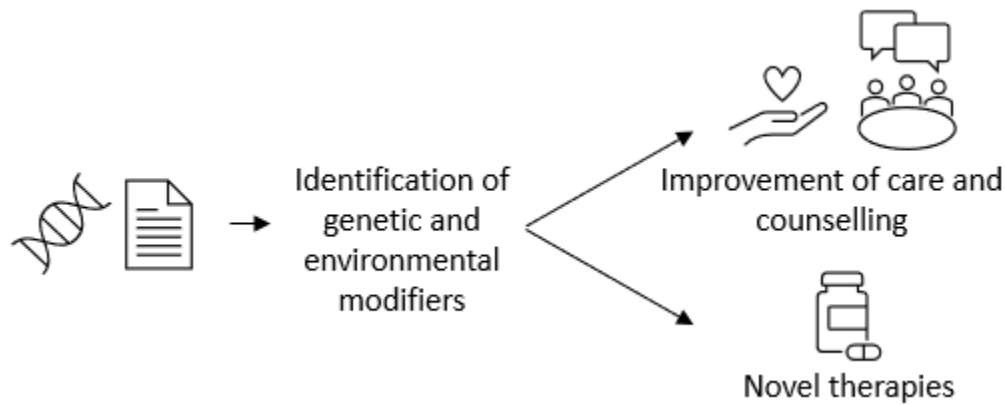 Identification of
genetic and
environmental
modifiers
Improvement of care and
counselling
Novel therapies